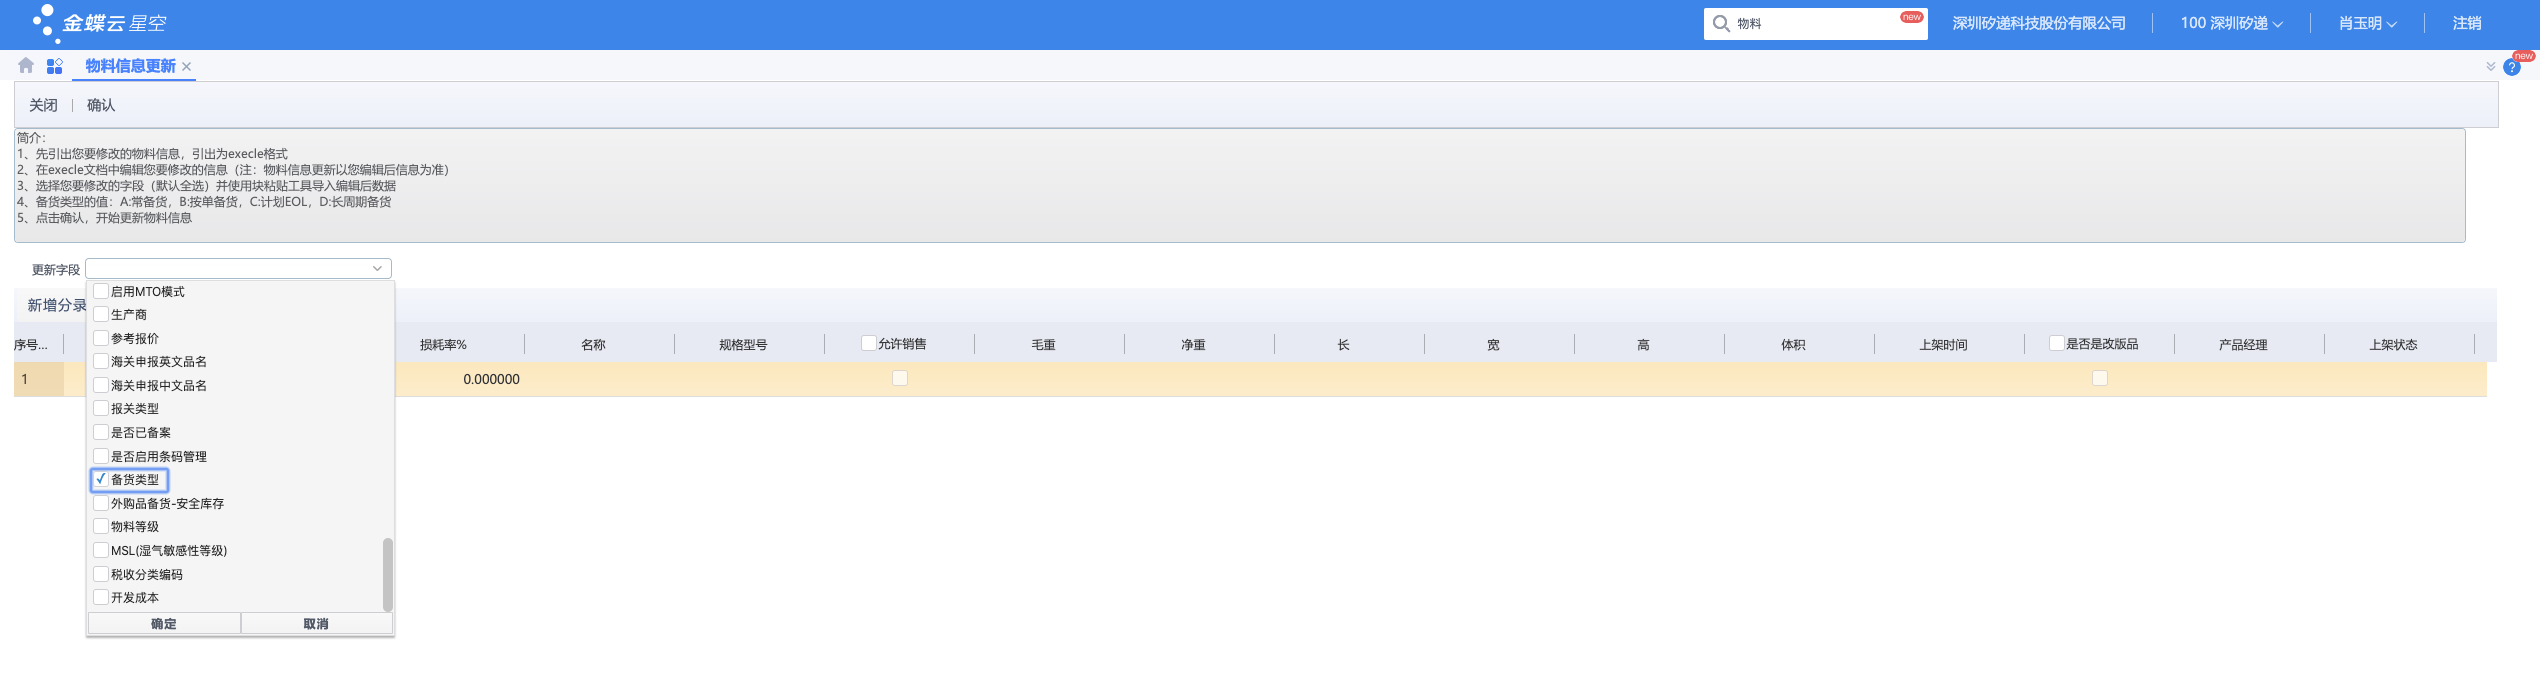 金蝶云 星空
物料 new 深圳矽递科技股份有限公司 100 深圳矽递 肖玉明 注销
物料信息更新
new
?
关闭 确认
简介：
1、先引出您要修改的物料信息，引出为execle格式
2、在execle文档中编辑您要修改的信息（注：物料信息更新以您编辑后信息为准）
3、选择您要修改的字段（默认全选）并使用块粘贴工具导入编辑后数据
4、备货类型的值：A:常备货，B:按单备货，C:计划EOL，D:长周期备货
5、点击确认，开始更新物料信息
更新字段
新增分录
序号... 损耗率% 名称 规格型号 允许销售 毛重 净重 长 宽 高 体积 上架时间 是否是改版品 产品经理 上架状态
1 0.000000
启用MTO模式
生产商
参考报价
海关申报英文品名
海关申报中文品名
报关类型
是否已备案
是否启用条码管理
备货类型
外购品备货-安全库存
物料等级
MSL(湿气敏感性等级)
税收分类编码
开发成本
确定 取消